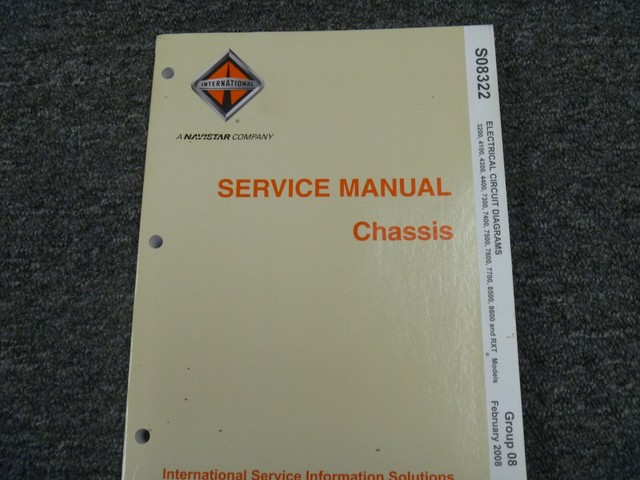 INTERNATIONAL
®
A NAVISTAR COMPANY
SERVICE MANUAL
Chassis
International Service Information Solutions
S08322
ELECTRICAL CIRCUIT DIAGRAMS
3200, 4100, 4300, 4400, 7300, 7400, 7500, 7600, 7700, 8500, 8600 and RXT Models
Group 08
February 2008